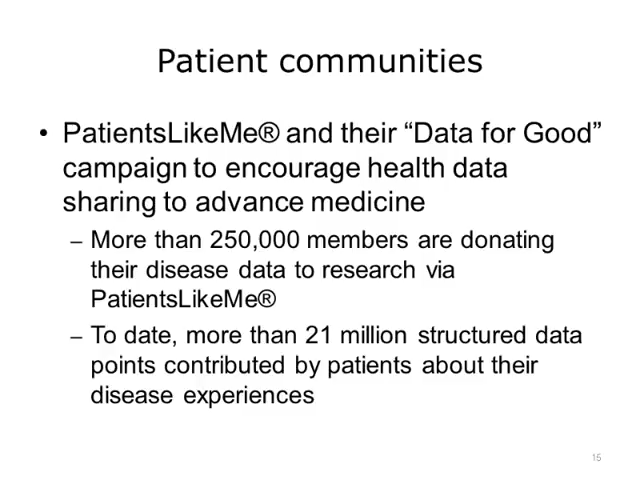 Patient communities
• PatientsLikeMe® and their “Data for Good”
campaign to encourage health data
sharing to advance medicine
– More than 250,000 members are donating
their disease data to research via
PatientsLikeMe®
– To date, more than 21 million structured data
points contributed by patients about their
disease experiences
15